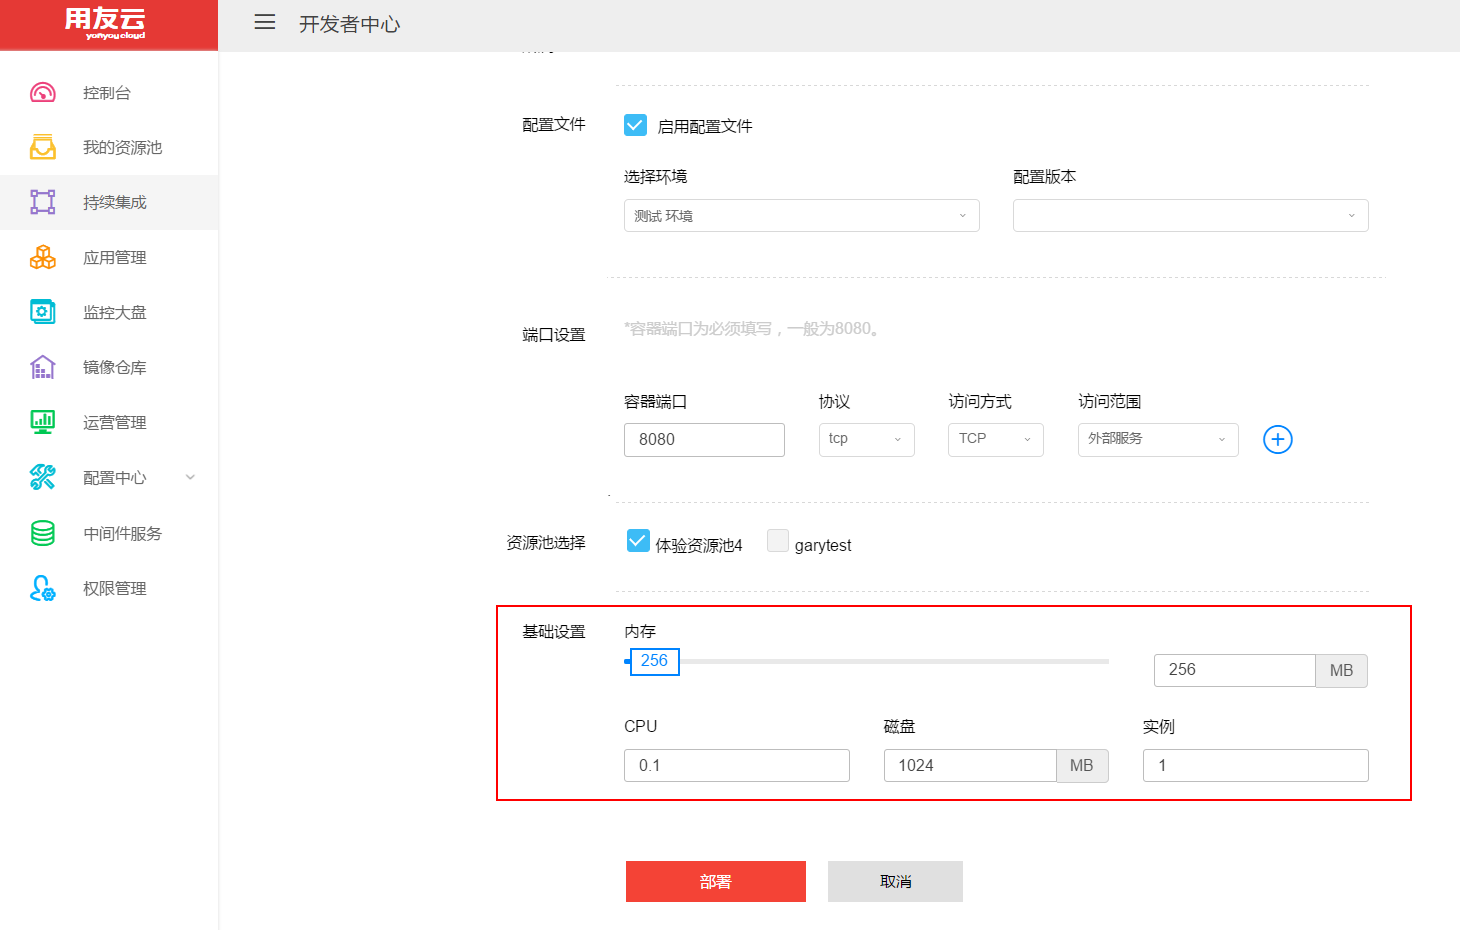 用友云
yonyou cloud
开发者中心
控制台
我的资源池
持续集成
应用管理
监控大盘
镜像仓库
运营管理
配置中心
中间件服务
权限管理
配置文件
启用配置文件
选择环境
配置版本
测试 环境
端口设置
*容器端口为必须填写，一般为8080。
容器端口
协议
访问方式
访问范围
8080
tcp
TCP
外部服务
资源池选择
体验资源池4
garytest
基础设置
内存
256
256
MB
CPU
磁盘
实例
0.1
1024
MB
1
部署
取消